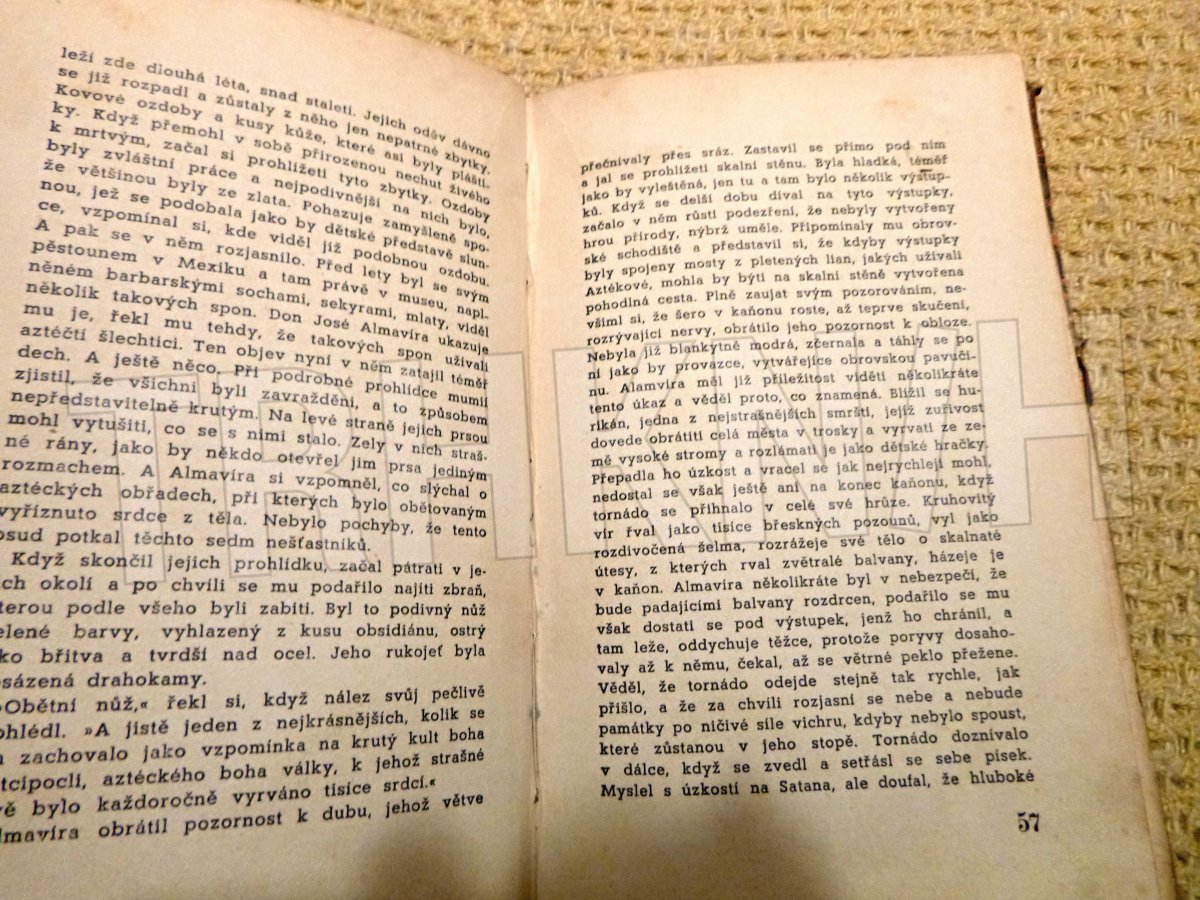 leží zde dlouhá léta, snad staletí. Jejich oděv dávno
se již rozpadl a zůstaly z něho jen nepatrné zbytky.
Kovové ozdoby a kusy kůže, které asi byly plášti.
ky. Když přemohl v sobě přirozenou nechuť živého
k mrtvým, začal si prohlížeti tyto zbytky. Ozdoby
byly zvláštní práce a nejpodivnější na nich bylo,
že většinou byly ze zlata. Pohazuje zamyšleně spo-
nou, jež se podobala jako by dětské představě slun-
ce, vzpomínal si, kde viděl již podobnou ozdobu.
A pak se v něm rozjasnilo. Před lety byl se svým
pěstounem v Mexiku a tam právě v museu, napl-
něném barbarskými sochami, sekyrami, mlaty, viděl
několik takových spon. Don José Almavira ukazuje
mu je, řekl mu tehdy, že takových spon užívali
aztéčtí šlechtici. Ten objev nyní v něm zatajil téměř
dech. A ještě něco. Při podrobné prohlídce mumií
zjistil, že všichni byli zavražděni, a to způsobem
nepředstavitelně krutým. Na levé straně jejich prsou
mohl vytušiti, co se s nimi stalo. Zely v nich straš-
né rány, jako by někdo otevřel jim prsa jediným
rozmachem. A Almavira si vzpomněl, co slýchal o
aztéckých obřadech, při kterých bylo obětovaným
vyříznuto srdce z těla. Nebylo pochyby, že tento
osud potkal těchto sedm nešťastníků.
Když skončil jejich prohlídku, začal pátrati v je-
ich okolí a po chvíli se mu podařilo najíti zbraň,
terou podle všeho byli zabiti. Byl to podivný nůž
elené barvy, vyhlazený z kusu obsidiánu, ostrý
ko břitva a tvrdší nad ocel. Jeho rukojeť byla
sázená drahokamy.
»Obětní nůž,« řekl si, když nález svůj pečlivě
ohlédl. »A jistě jeden z nejkrásnějších, kolik se
zachovalo jako vzpomínka na krutý kult boha
tcipocli, aztéckého boha války, k jehož strašné
vě bylo každoročně vyrváno tisíce srdcí.«
lmavira obrátil pozornost k dubu, jehož větve
přečnívaly přes sráz. Zastavil se přímo pod ním
a jal se prohlížeti skalní stěnu. Byla hladká, téměř
jako by vyleštěná, jen tu a tam bylo několik výstup-
ků. Když se delší dobu díval na tyto výstupky,
začalo v něm růsti podezření, že nebyly vytvořeny
hrou přírody, nýbrž uměle. Připomínaly mu obrov-
ské schodiště a představil si, že kdyby výstupky
byly spojeny mosty z pletených lian, jakých užívali
Aztékové, mohla by býti na skalní stěně vytvořena
pohodlná cesta. Plně zaujat svým pozorováním, ne-
všiml si, že šero v kaňonu roste, až teprve skučení,
rozrývající nervy, obrátilo jeho pozornost k obloze.
Nebyla již blankytně modrá, zčernala a táhly se po
ní jako by provazce, vytvářejíce obrovskou pavuči-
nu. Alamvira měl již příležitost viděti několikráte
tento úkaz a věděl proto, co znamená. Blížil se hu-
rikán, jedna z nejstrašnějších smrští, jejíž zuřivost
dovede obrátiti celá města v trosky a vyrvati ze ze-
mě vysoké stromy a rozlámati je jako dětské hračky.
Přepadla ho úzkost a vracel se jak nejrychleji mohl,
nedostal se však ještě ani na konec kaňonu, když
tornádo se přihnalo v celé své hrůze. Kruhovitý
vír řval jako tisíce břeskných pozounů, vyl jako
rozdivočená šelma, rozrážeje své tělo o skalnaté
útesy, z kterých rval zvětralé balvany, házeje je
v kaňon. Almavira několikráte byl v nebezpečí, že
bude padajícími balvany rozdrcen, podařilo se mu
však dostati se pod výstupek, jenž ho chránil, a
tam leže, oddychuje těžce, protože poryvy dosaho-
valy až k němu, čekal, až se větrné peklo přežene.
Věděl, že tornádo odejde stejně tak rychle, jak
přišlo, a že za chvíli rozjasní se nebe a nebude
památky po ničivé síle vichru, kdyby nebylo spoust,
které zůstanou v jeho stopě. Tornádo doznívalo
v dálce, když se zvedl a setřásl se sebe písek.
Myslel s úzkostí na Satana, ale doufal, že hluboké
57